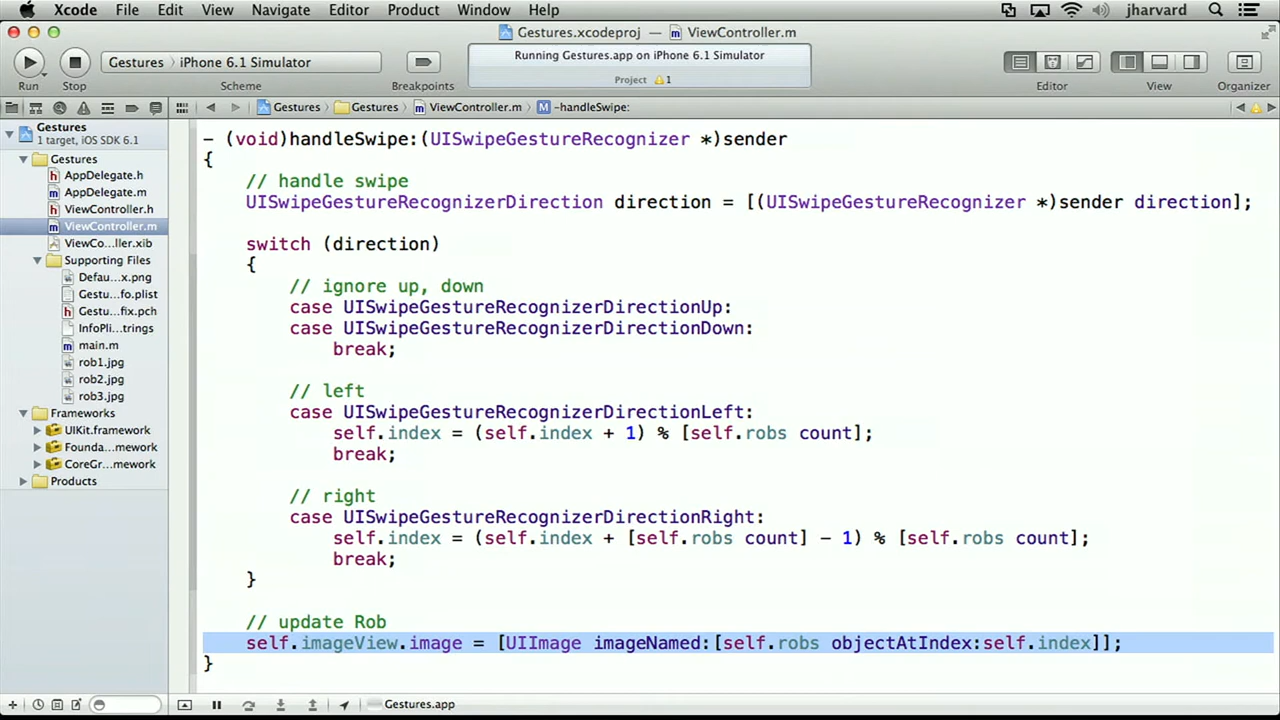 Xcode File Edit View Navigate Editor Product Window Help jharvard
Gestures.xcodeproj — ViewController.m
Gestures iPhone 6.1 Simulator
Running Gestures.app on iPhone 6.1 Simulator
Project 1
Run Stop Scheme Breakpoints Editor View Organizer
Gestures Gestures ViewController.m M -handleSwipe:
Gestures
1 target, iOS SDK 6.1
Gestures
h AppDelegate.h
m AppDelegate.m
h ViewController.h
m ViewController.m
ViewCo...ller.xib
Supporting Files
Defau...x.png
Gestu...fo.plist
h Gestu...fix.pch
InfoPli...trings
m main.m
rob1.jpg
rob2.jpg
rob3.jpg
Frameworks
UIKit.framework
Founda...mework
CoreGr...mework
Products
- (void)handleSwipe:(UISwipeGestureRecognizer *)sender
{
// handle swipe
UISwipeGestureRecognizerDirection direction = [(UISwipeGestureRecognizer *)sender direction];
switch (direction)
{
// ignore up, down
case UISwipeGestureRecognizerDirectionUp:
case UISwipeGestureRecognizerDirectionDown:
break;
// left
case UISwipeGestureRecognizerDirectionLeft:
self.index = (self.index + 1) % [self.robs count];
break;
// right
case UISwipeGestureRecognizerDirectionRight:
self.index = (self.index + [self.robs count] - 1) % [self.robs count];
break;
}
// update Rob
self.imageView.image = [UIImage imageNamed:[self.robs objectAtIndex:self.index]];
}
Gestures.app